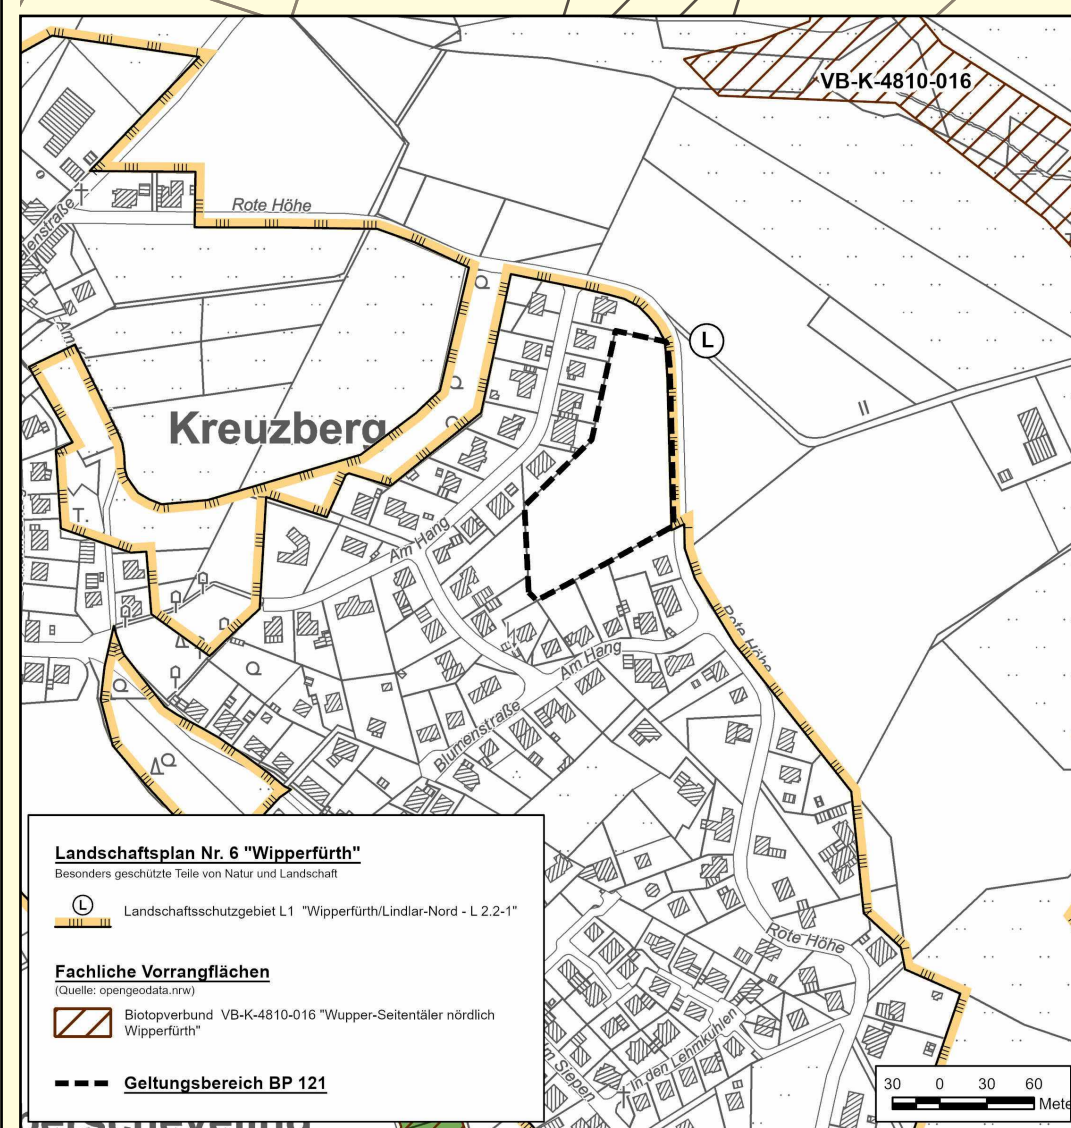 VB-K-4810-016
Rote Höhe
L
Kreuzberg
Am Hang
Rote Höhe
Am Hang
Blumenstraße
Rote Höhe
In den Lehmkuhlen
Siepen
Landschaftsplan Nr. 6 "Wipperfürth"
Besonders geschützte Teile von Natur und Landschaft
L
Landschaftsschutzgebiet L1 "Wipperfürth/Lindlar-Nord - L 2.2-1"
Fachliche Vorrangflächen
(Quelle: opengeodata.nrw)
Biotopverbund VB-K-4810-016 "Wupper-Seitentäler nördlich
Wipperfürth"
Geltungsbereich BP 121
30 0 30 60